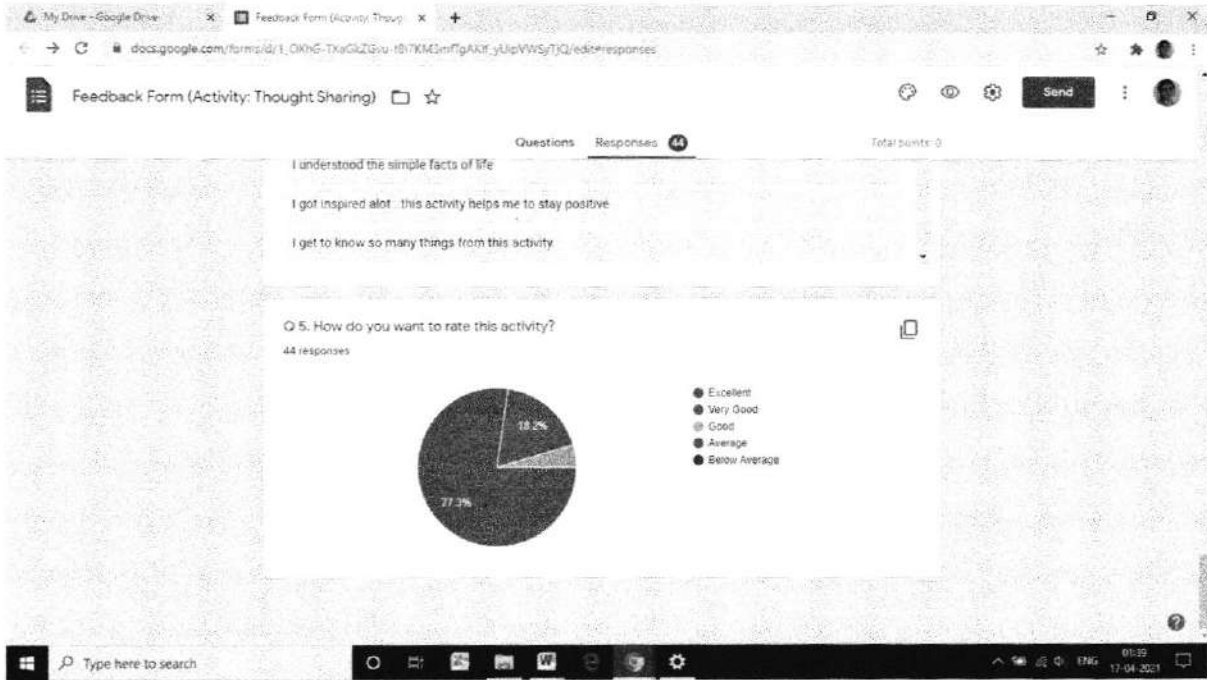 My Drive - Google Drive
Feedback Form (Activity: Thoug
docs.google.com/forms/d/
Feedback Form (Activity: Thought Sharing)
Send
Questions Responses 44
Total points: 0
I understood the simple facts of life
I got inspired alot this activity helps me to stay positive
I get to know so many things from this activity
Q 5. How do you want to rate this activity?
44 responses
Excellent
Very Good
Good
Average
Below Average
18.2%
77.3%
Type here to search
ENG
01:39
17-04-2021